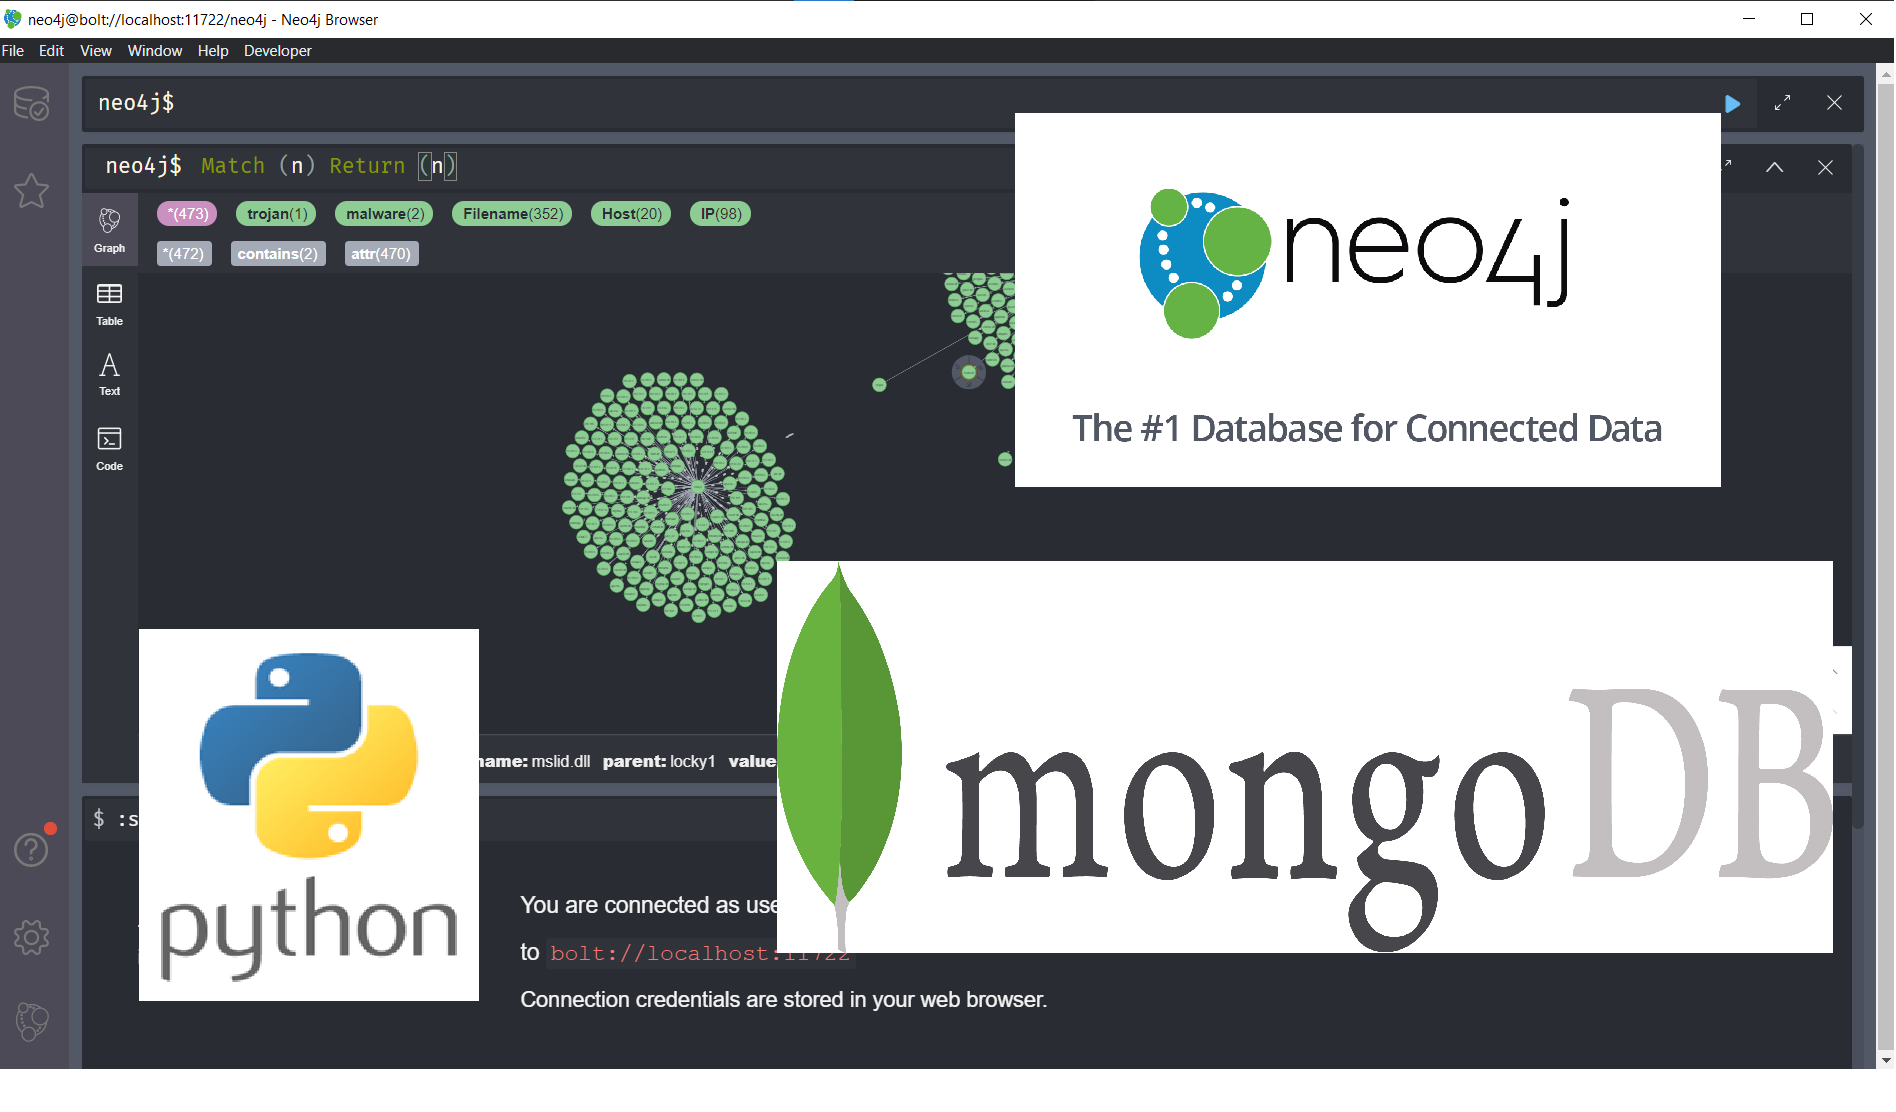 neo4j@bolt://localhost:11722/neo4j - Neo4j Browser
File Edit View Window Help Developer
neo4j$
neo4j$ Match (n) Return (n)
*(473) trojan(1) malware(2) Filename(352) Host(20) IP(98)
*(472) contains(2) attr(470)
Graph
Table
Text
Code
neo4j
The #1 Database for Connected Data
python
mongoDB
name: mslid.dll parent: locky1 value
$ :s
You are connected as use
to bolt://localhost:11722
Connection credentials are stored in your web browser.